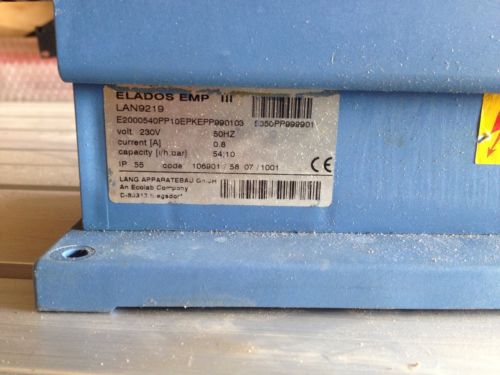 ELADOS EMP III
LAN9219
E2000540PP10EPKEPP990103 5050PP999901
volt 230V 50HZ
current [A] 0.8
capacity [l/h,bar] 54;10
IP 55 code 106901 / 58 07 / 1001 CE
LANG APPARATEBAU GmbH
An Ecolab Company